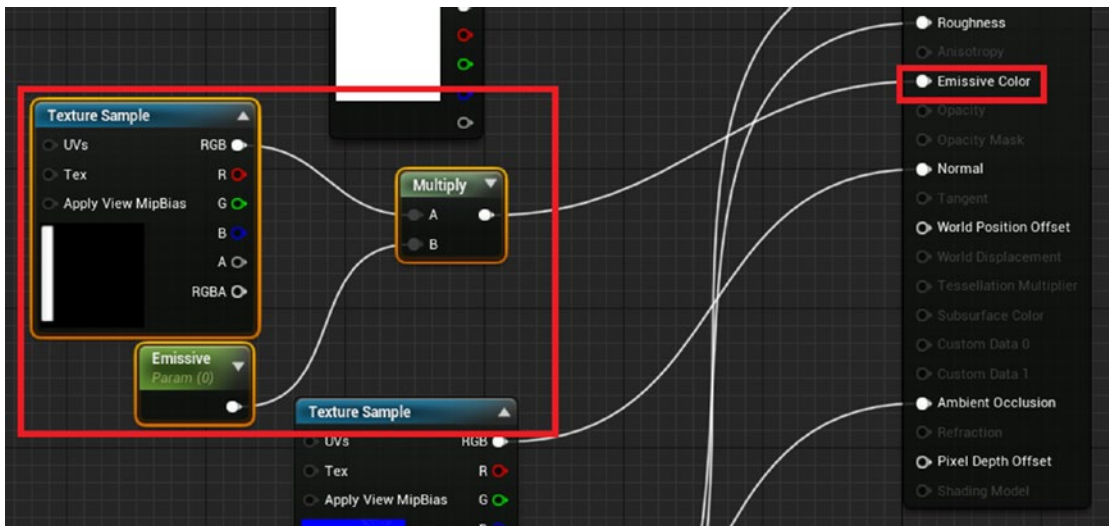 Texture Sample
UVs RGB
Tex R
Apply View MipBias G
B
A
RGBA
Emissive
Param (0)
Multiply
A
B
Texture Sample
UVs RGB
Tex R
Apply View MipBias G
Roughness
Anisotropy
Emissive Color
Opacity
Opacity Mask
Normal
Tangent
World Position Offset
World Displacement
Tessellation Multiplier
Subsurface Color
Custom Data 0
Custom Data 1
Ambient Occlusion
Refraction
Pixel Depth Offset
Shading Model